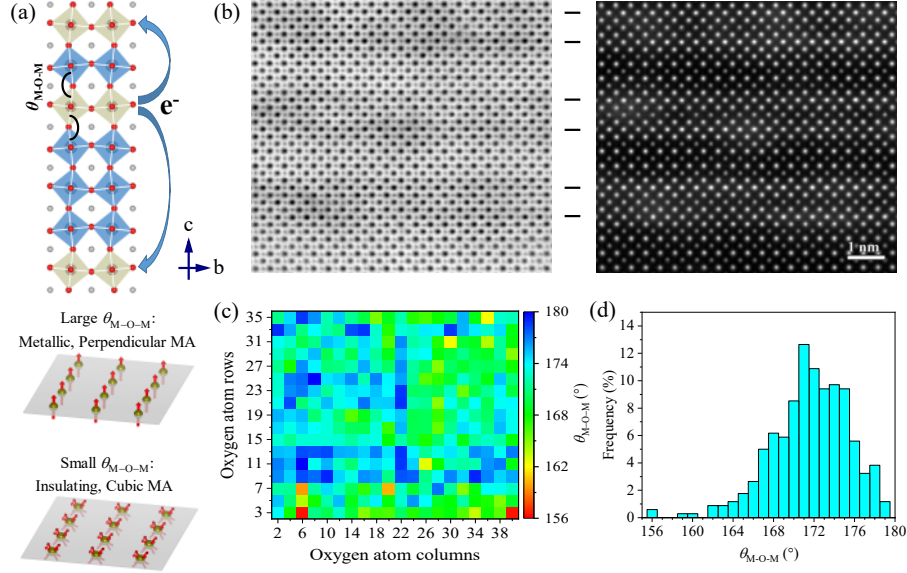 (a)
θM-O-M
e-
c
b
Large θM−O−M:
Metallic, Perpendicular MA
Small θM−O−M:
Insulating, Cubic MA
(b)
1 nm
(c)
35
31
27
23
19
15
11
7
3
Oxygen atom rows
2 6 10 14 18 22 26 30 34 38
Oxygen atom columns
180
174
168
162
156
θM−O−M (°)
(d)
14
12
10
8
6
4
2
0
Frequency (%)
156 160 164 168 172 176 180
θM-O-M (°)